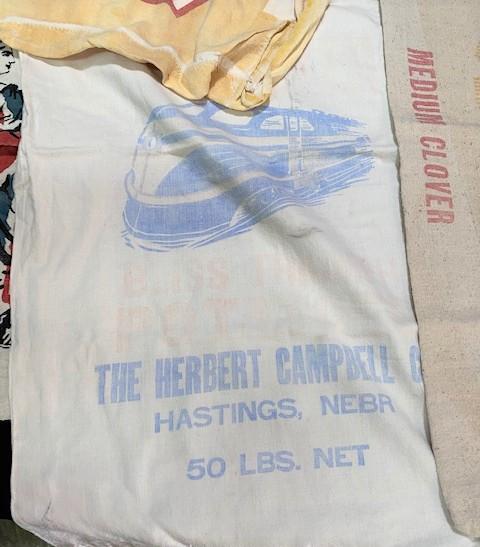 THE HERBERT CAMPBELL C
HASTINGS, NEBR
50 LBS. NET
MEDIUM CLOVER